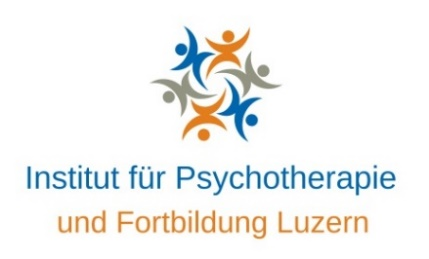 Institut für Psychotherapie
und Fortbildung Luzern